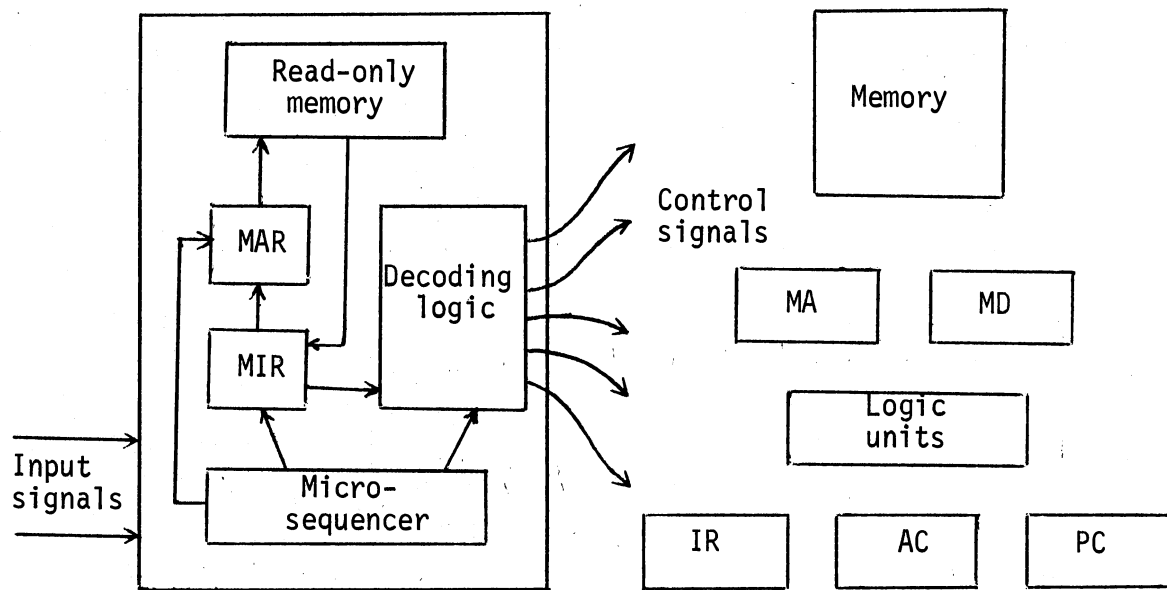 Read-only
memory
Memory
MAR
Control
signals
Decoding
logic
MA
MD
MIR
Logic
units
Input
signals
Micro-
sequencer
IR
AC
PC